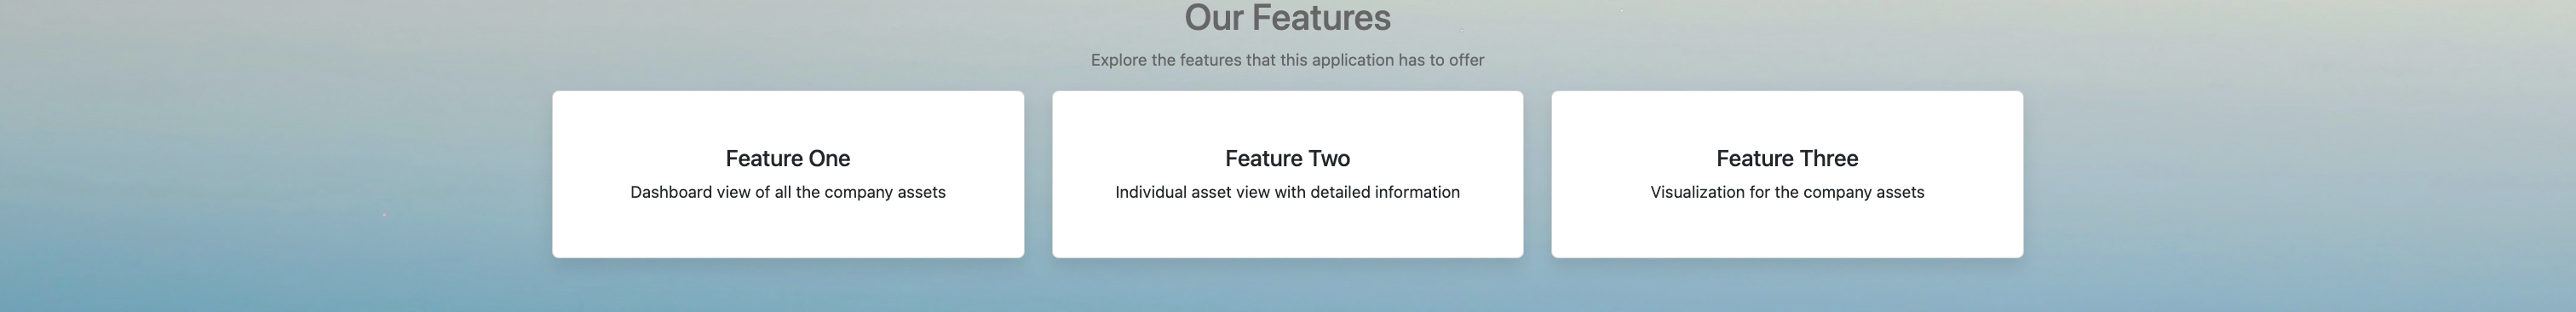 Our Features
Explore the features that this application has to offer
Feature One
Dashboard view of all the company assets
Feature Two
Individual asset view with detailed information
Feature Three
Visualization for the company assets